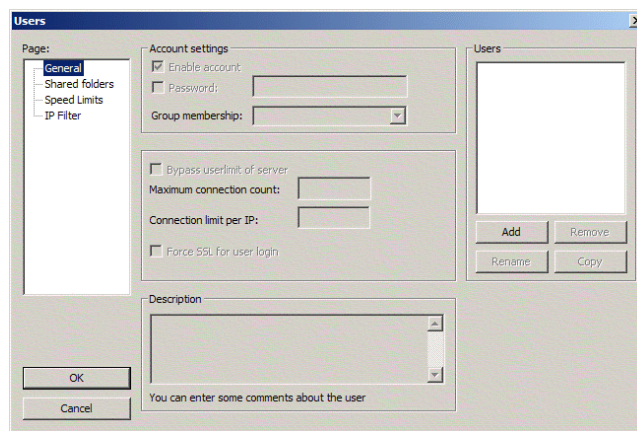 Users
Page:
General
Shared folders
Speed Limits
IP Filter
OK
Cancel
Account settings
Enable account
Password:
Group membership:
Bypass userlimit of server
Maximum connection count:
Connection limit per IP:
Force SSL for user login
Description
You can enter some comments about the user
Users
Add
Remove
Rename
Copy